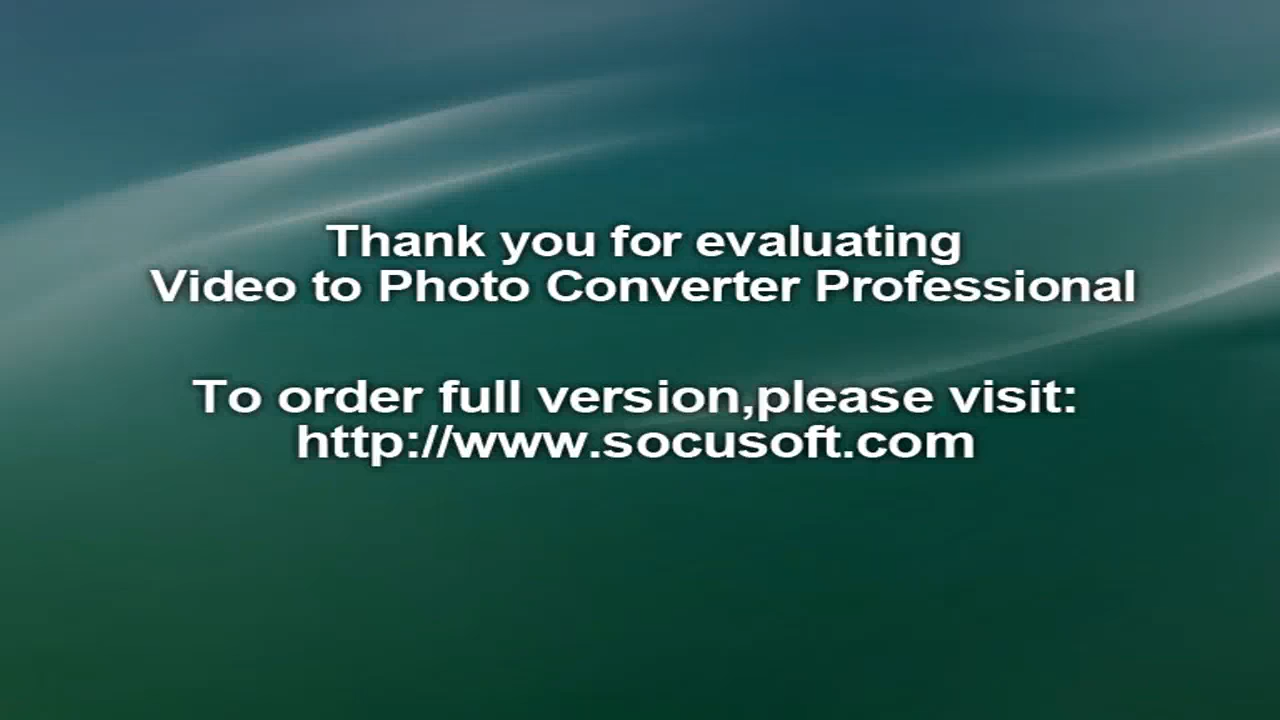 Thank you for evaluating
Video to Photo Converter Professional
To order full version,please visit:
http://www.socusoft.com